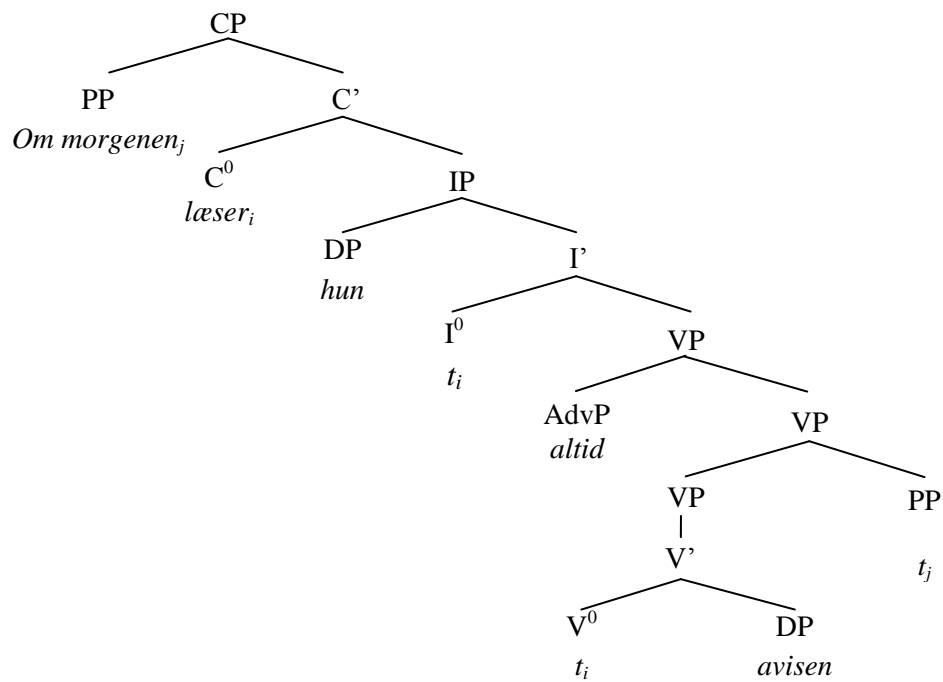 CP
PP C’
Om morgenenj
C0 IP
læseri
DP I’
hun
I0 VP
ti
AdvP VP
altid
VP PP
V’ tj
V0 DP
ti avisen